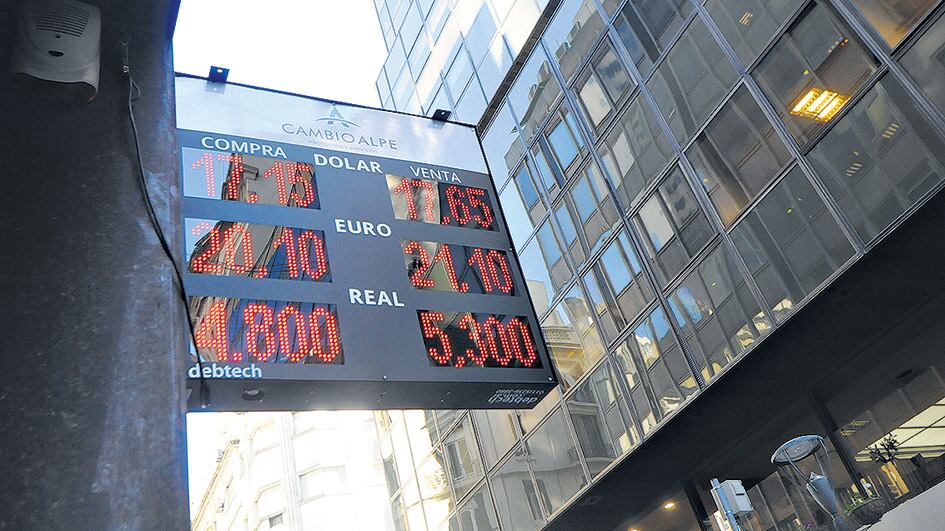 CAMBIO ALPE
COMPRA DOLAR VENTA
17.15 17.65
EURO
20.10 21.10
REAL
4.800 5.300
debtech
debtech